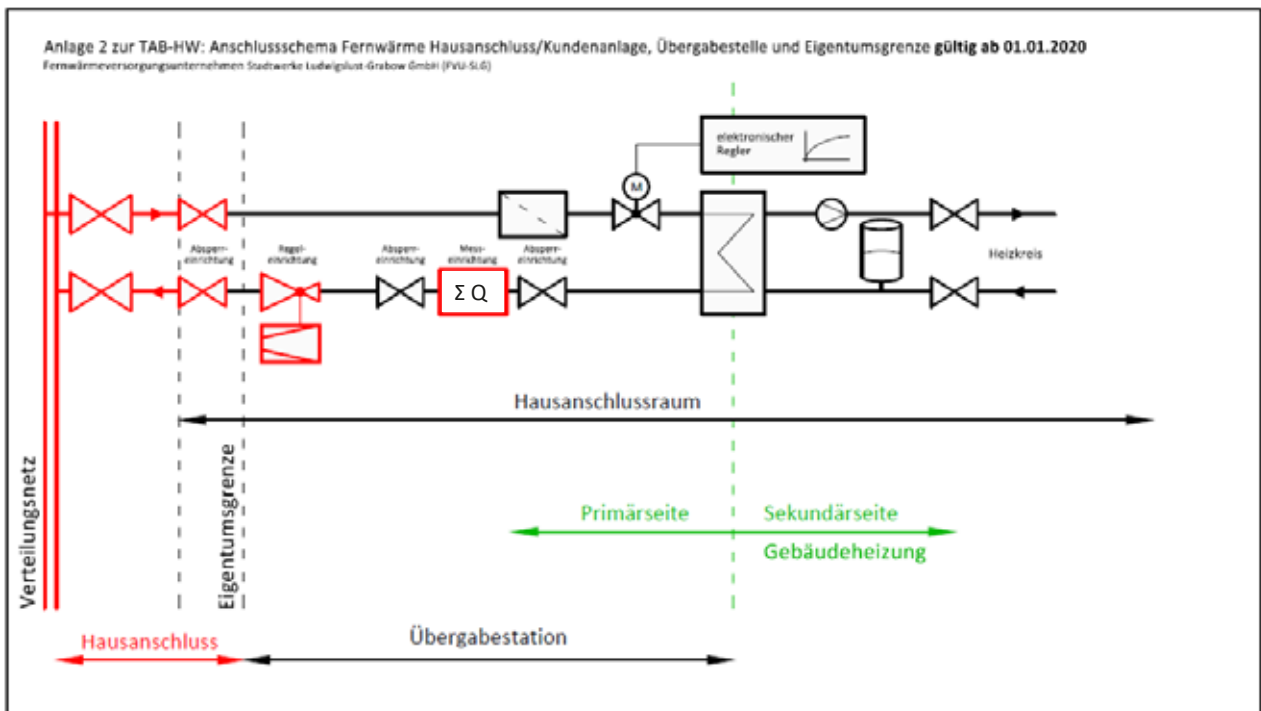 Anlage 2 zur TAB-HW: Anschlussschema Fernwärme Hausanschluss/Kundenanlage, Übergabestelle und Eigentumsgrenze gültig ab 01.01.2020
Fernwärmeversorgungsunternehmen Stadtwerke Ludwigslust-Grabow GmbH (FVU-SLG)
elektronischer
Regler
M
Absperr-
einrichtung
Regel-
einrichtung
Absperr-
einrichtung
Mess-
einrichtung
Absperr-
einrichtung
Heizkreis
Σ Q
Hausanschlussraum
Verteilungsnetz
Eigentumsgrenze
Primärseite
Sekundärseite
Gebäudeheizung
Hausanschluss
Übergabestation